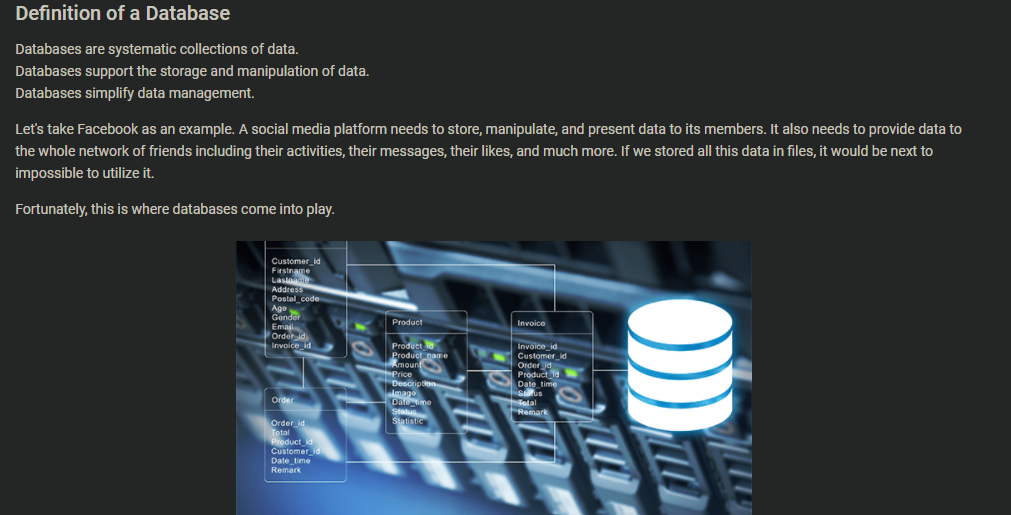 Definition of a Database
Databases are systematic collections of data.
Databases support the storage and manipulation of data.
Databases simplify data management.
Let's take Facebook as an example. A social media platform needs to store, manipulate, and present data to its members. It also needs to provide data to
the whole network of friends including their activities, their messages, their likes, and much more. If we stored all this data in files, it would be next to
impossible to utilize it.
Fortunately, this is where databases come into play.
Customer_id
Firstname
Lastname
Address
Postal_code
Age
Gender
Email
Order_id
Invoice_id
Order
Order_id
Total
Product_id
Customer_id
Date_time
Remark
Product
Product_id
Product_name
Amount
Price
Description
Image
Date_time
Status
Statistic
Invoice
Invoice_id
Customer_id
Order_id
Product_id
Date_time
Status
Total
Remark